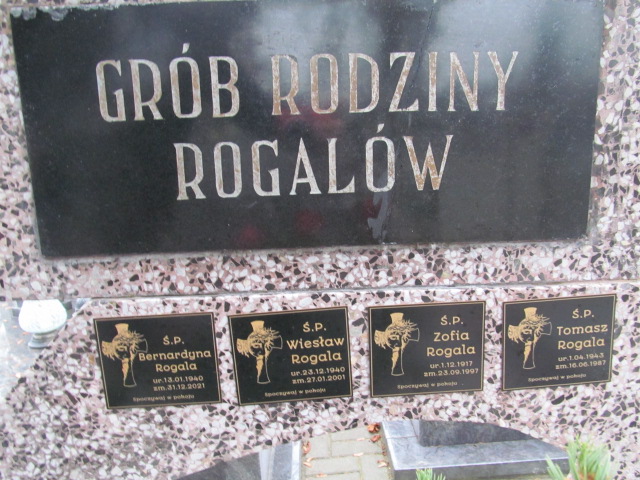 GRÓB RODZINY
ROGALÓW
Ś.P.
Bernardyna
Rogala
ur.13.01.1940
zm.31.12.2021
Spoczywaj w pokoju
Ś.P.
Wiesław
Rogala
ur.23.12.1940
zm.27.01.2001
Spoczywaj w pokoju
Ś.P.
Zofia
Rogala
ur.1.12.1917
zm.23.09.1997
Spoczywaj w pokoju
Ś.P.
Tomasz
Rogala
ur.1.04.1943
zm.16.06.1987
Spoczywaj w pokoju